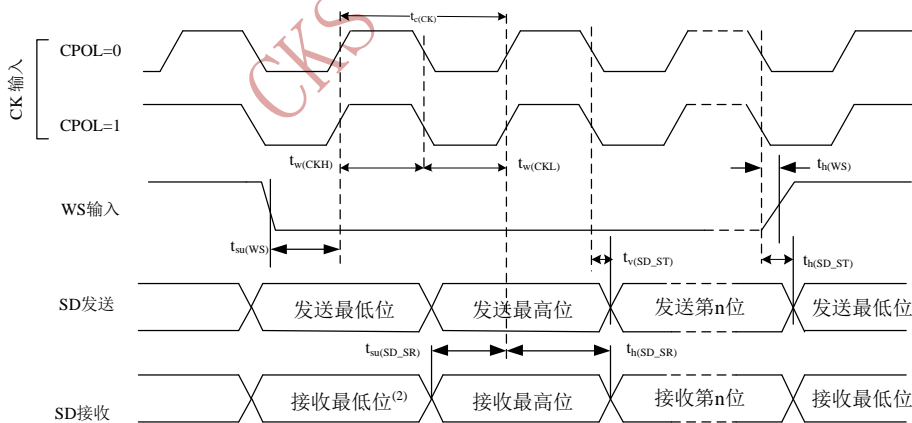 t_c(CK)
CK 输入
CPOL=0
CPOL=1
CKS
t_w(CKH)
t_w(CKL)
t_h(WS)
WS输入
t_su(WS)
t_v(SD_ST)
t_h(SD_ST)
SD发送
发送最低位
发送最高位
发送第n位
发送最低位
t_su(SD_SR)
t_h(SD_SR)
SD接收
接收最低位(2)
接收最高位
接收第n位
接收最低位